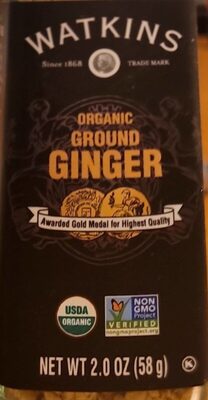 WATKINS
Since 1868 TRADE MARK
ORGANIC
GROUND
GINGER
Awarded Gold Medal for Highest Quality
USDA
ORGANIC
NON
GMO
Project
VERIFIED
nongmoproject.org
NET WT 2.0 OZ (58 g)
K